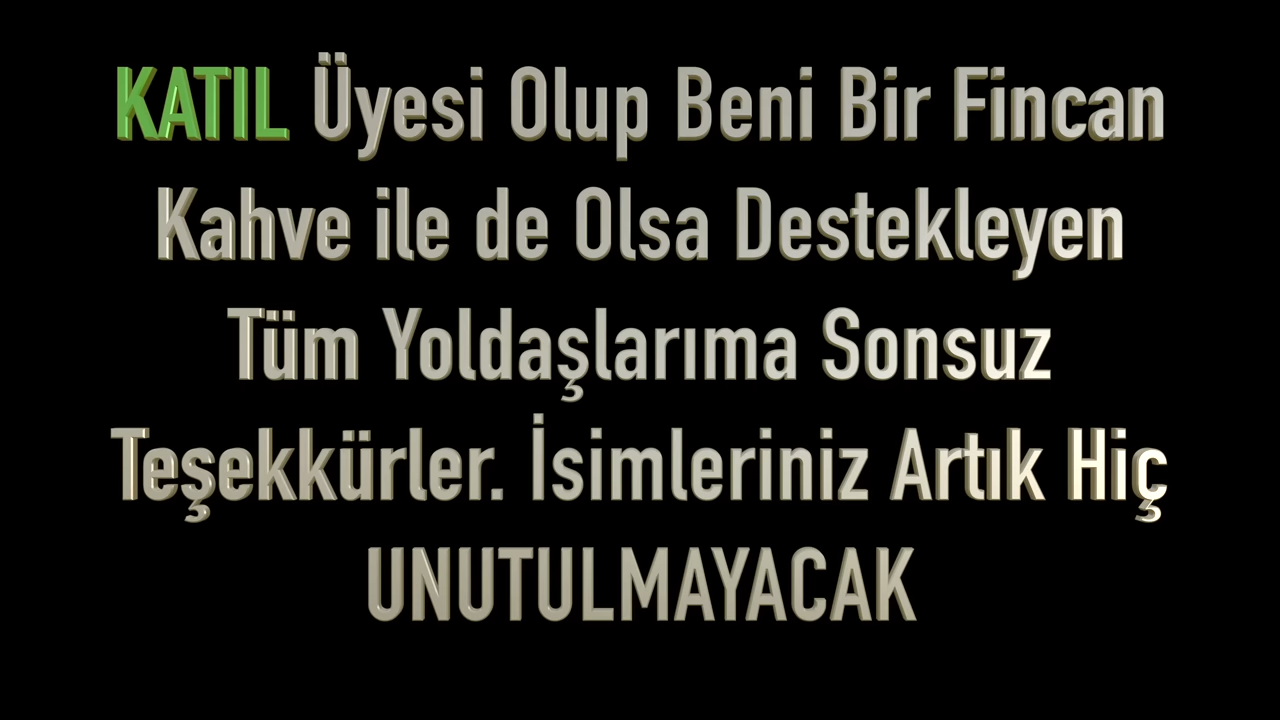 KATIL Üyesi Olup Beni Bir Fincan
Kahve ile de Olsa Destekleyen
Tüm Yoldaşlarıma Sonsuz
Teşekkürler. İsimleriniz Artık Hiç
UNUTULMAYACAK